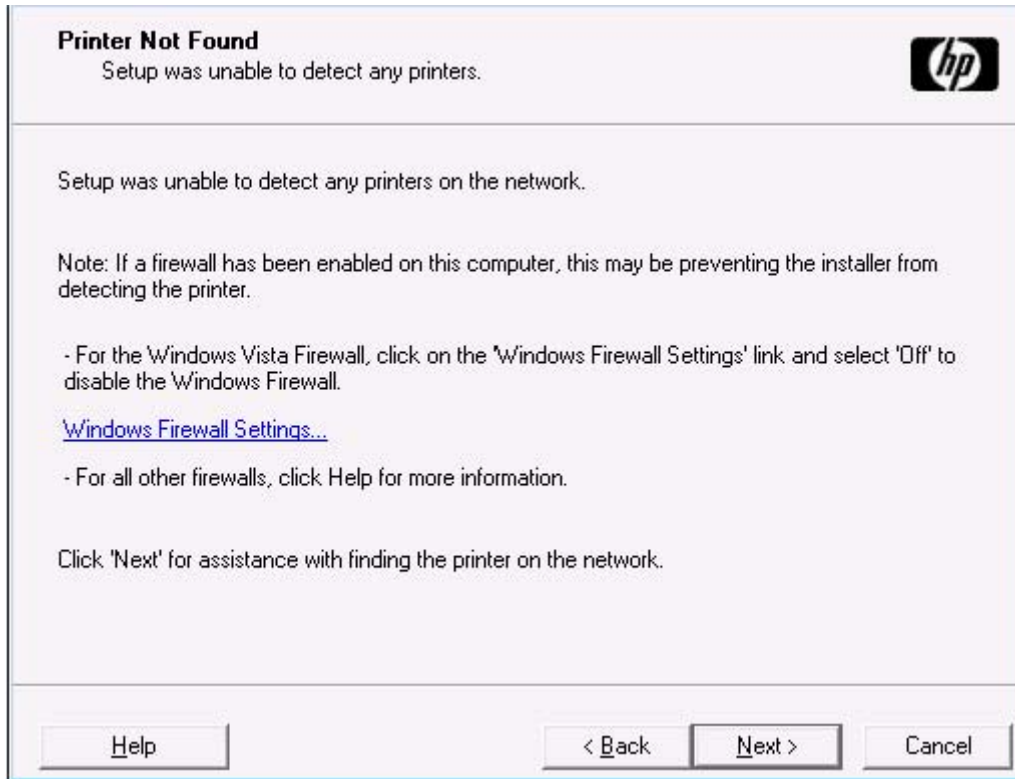 Printer Not Found
Setup was unable to detect any printers.
hp
Setup was unable to detect any printers on the network.
Note: If a firewall has been enabled on this computer, this may be preventing the installer from
detecting the printer.
- For the Windows Vista Firewall, click on the 'Windows Firewall Settings' link and select 'Off' to
disable the Windows Firewall.
Windows Firewall Settings...
- For all other firewalls, click Help for more information.
Click 'Next' for assistance with finding the printer on the network.
Help
< Back
Next >
Cancel